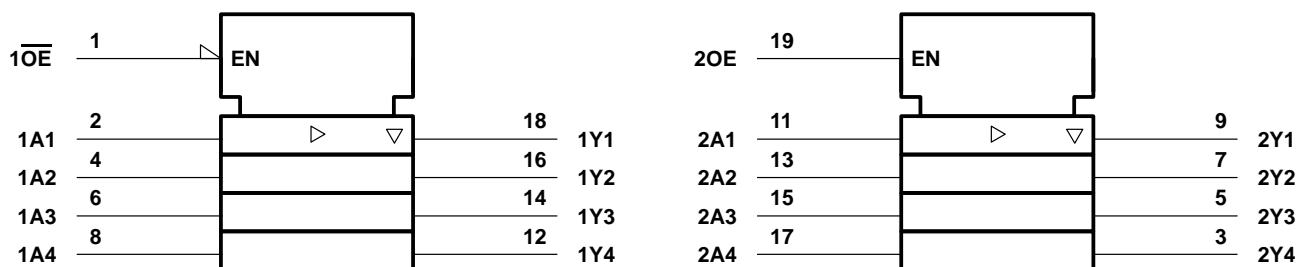 1O̅E̅ 1 EN
1A1 2 18 1Y1
1A2 4 16 1Y2
1A3 6 14 1Y3
1A4 8 12 1Y4
2OE 19 EN
2A1 11 9 2Y1
2A2 13 7 2Y2
2A3 15 5 2Y3
2A4 17 3 2Y4